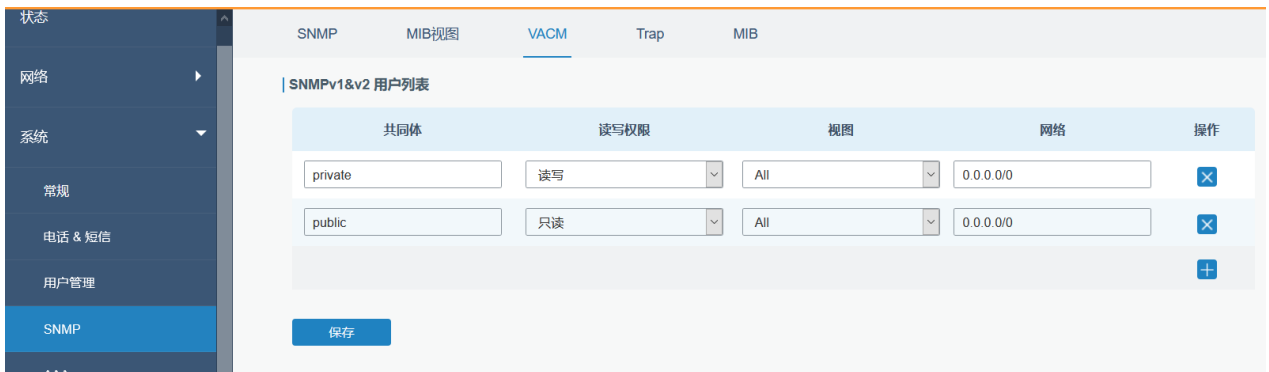 状态
网络
系统
常规
电话 & 短信
用户管理
SNMP
SNMP MIB视图 VACM Trap MIB
SNMPv1&v2 用户列表
共同体 读写权限 视图 网络 操作
private 读写 All 0.0.0.0/0
public 只读 All 0.0.0.0/0
保存